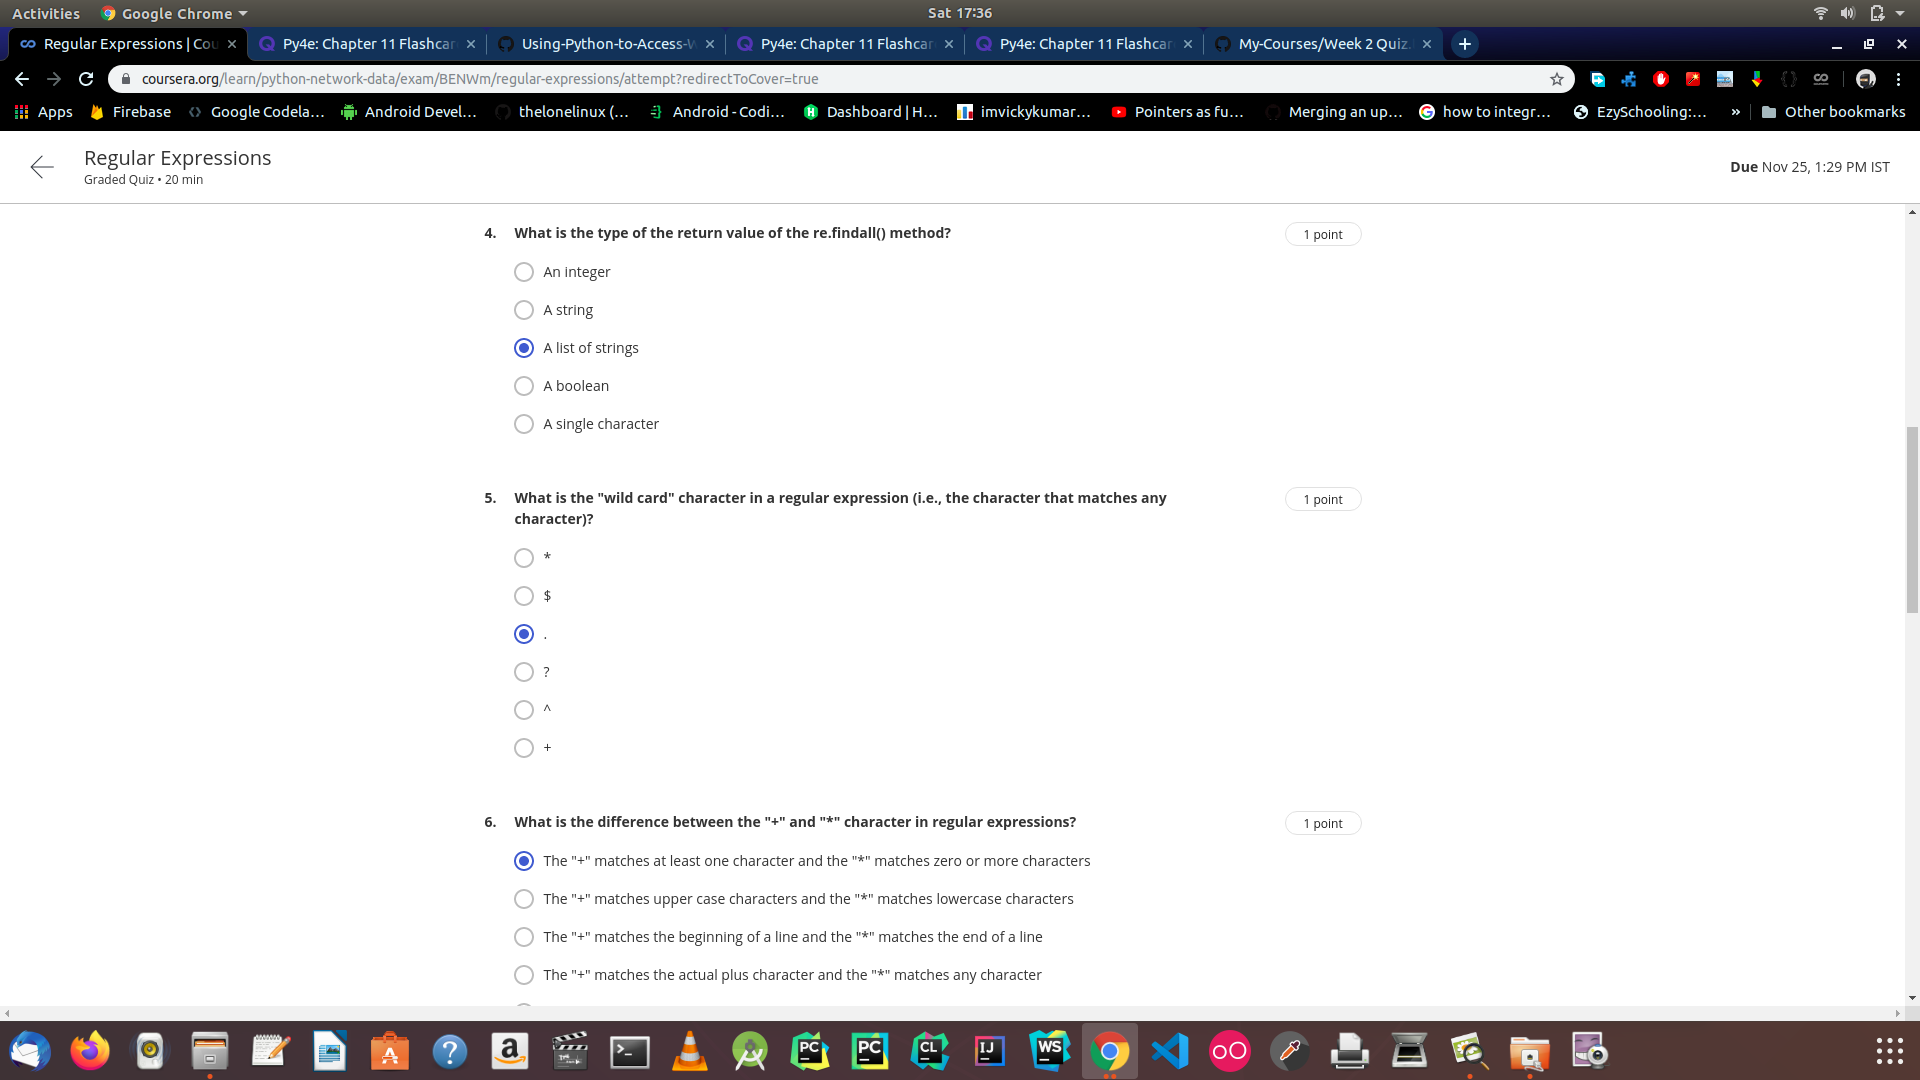 Activities Google Chrome Sat 17:36
Regular Expressions | Cou Py4e: Chapter 11 Flashcar Using-Python-to-Access-W Py4e: Chapter 11 Flashcar Py4e: Chapter 11 Flashcar My-Courses/Week 2 Quiz.
coursera.org/learn/python-network-data/exam/BENWm/regular-expressions/attempt?redirectToCover=true
Apps Firebase Google Codela... Android Devel... thelonelinux (... Android - Codi... Dashboard | H... imvickykumar... Pointers as fu... Merging an up... how to integr... EzySchooling:... » Other bookmarks
Regular Expressions
Graded Quiz • 20 min
Due Nov 25, 1:29 PM IST
4. What is the type of the return value of the re.findall() method? 1 point
An integer
A string
A list of strings
A boolean
A single character
5. What is the "wild card" character in a regular expression (i.e., the character that matches any 1 point
character)?
*
$
.
?
^
+
6. What is the difference between the "+" and "*" character in regular expressions? 1 point
The "+" matches at least one character and the "*" matches zero or more characters
The "+" matches upper case characters and the "*" matches lowercase characters
The "+" matches the beginning of a line and the "*" matches the end of a line
The "+" matches the actual plus character and the "*" matches any character